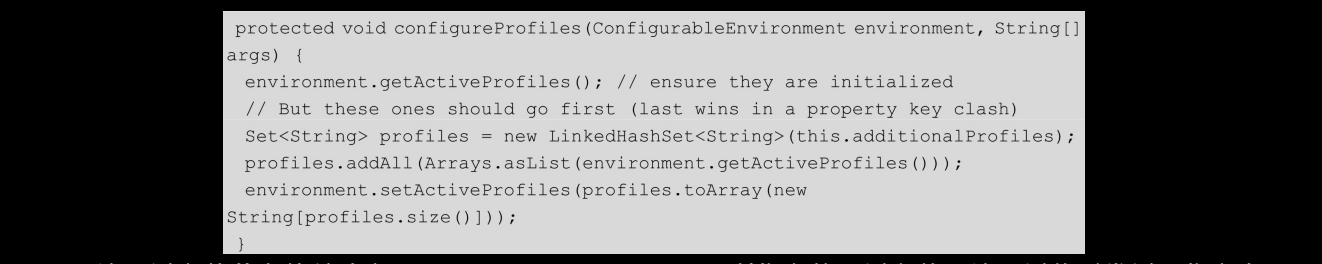 protected void configureProfiles(ConfigurableEnvironment environment, String[]
args) {
environment.getActiveProfiles(); // ensure they are initialized
// But these ones should go first (last wins in a property key clash)
Set<String> profiles = new LinkedHashSet<String>(this.additionalProfiles);
profiles.addAll(Arrays.asList(environment.getActiveProfiles()));
environment.setActiveProfiles(profiles.toArray(new
String[profiles.size()]));
}